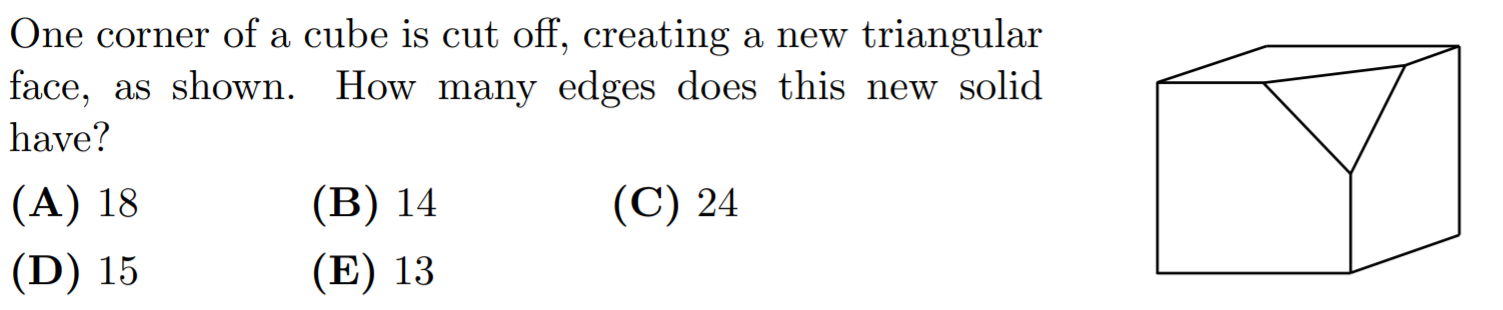 One corner of a cube is cut off, creating a new triangular
face, as shown. How many edges does this new solid
have?
(A) 18 (B) 14 (C) 24
(D) 15 (E) 13